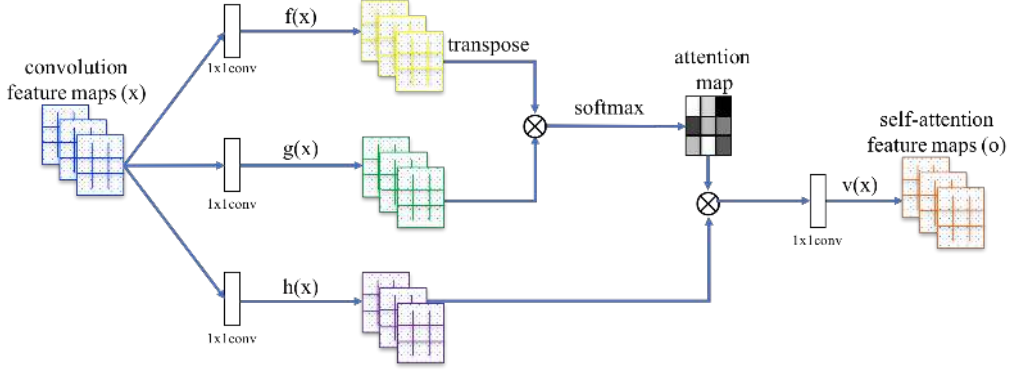 f(x)
1x1conv
transpose
convolution
feature maps (x)
attention
map
softmax
self-attention
feature maps (o)
g(x)
1x1conv
v(x)
1x1conv
h(x)
1x1conv